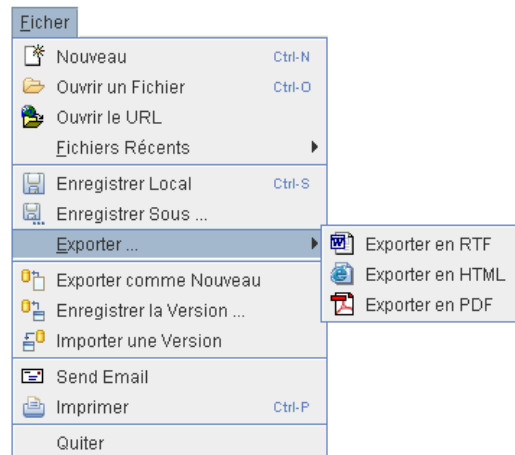 Ficher
Nouveau Ctrl-N
Ouvrir un Fichier Ctrl-O
Ouvrir le URL
Fichiers Récents
Enregistrer Local Ctrl-S
Enregistrer Sous ...
Exporter ...
Exporter en RTF
Exporter en HTML
Exporter en PDF
Exporter comme Nouveau
Enregistrer la Version ...
Importer une Version
Send Email
Imprimer Ctrl-P
Quiter